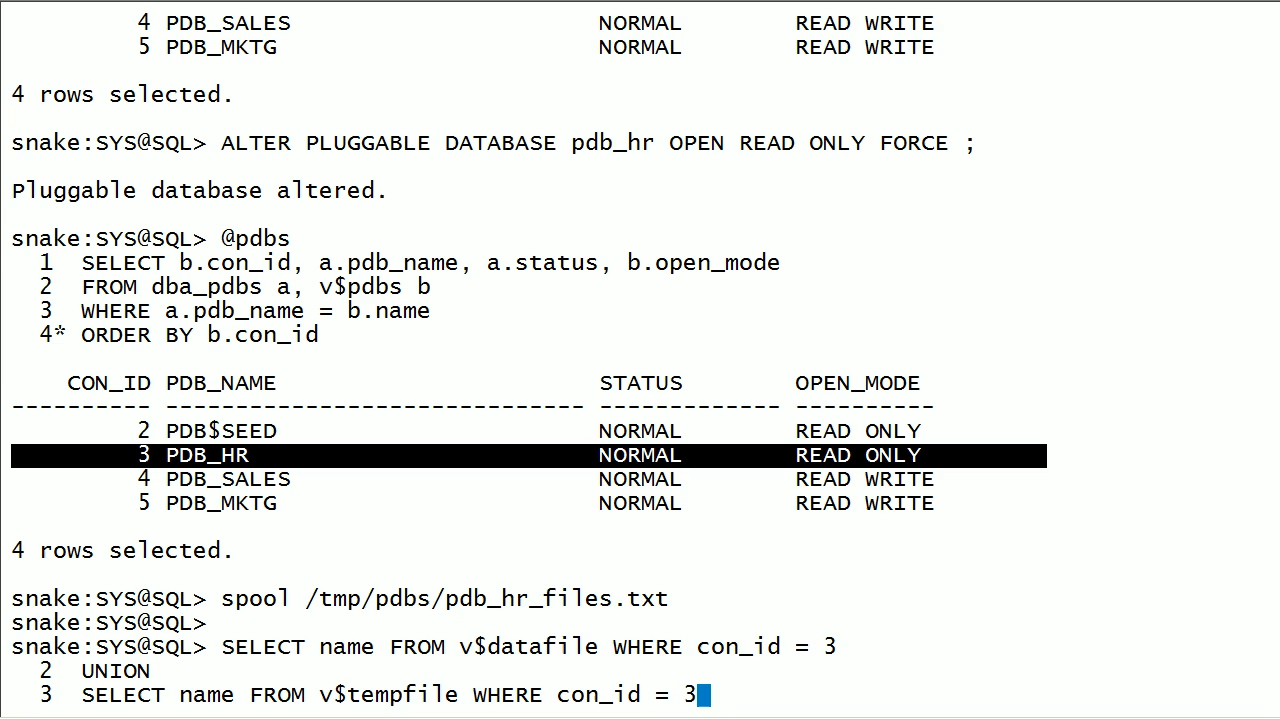 4 PDB_SALES NORMAL READ WRITE
5 PDB_MKTG NORMAL READ WRITE
4 rows selected.
snake:SYS@SQL> ALTER PLUGGABLE DATABASE pdb_hr OPEN READ ONLY FORCE ;
Pluggable database altered.
snake:SYS@SQL> @pdbs
1 SELECT b.con_id, a.pdb_name, a.status, b.open_mode
2 FROM dba_pdbs a, v$pdbs b
3 WHERE a.pdb_name = b.name
4* ORDER BY b.con_id
CON_ID PDB_NAME STATUS OPEN_MODE
---------- ------------------------------ ------------- ----------
2 PDB$SEED NORMAL READ ONLY
3 PDB_HR NORMAL READ ONLY
4 PDB_SALES NORMAL READ WRITE
5 PDB_MKTG NORMAL READ WRITE
4 rows selected.
snake:SYS@SQL> spool /tmp/pdbs/pdb_hr_files.txt
snake:SYS@SQL>
snake:SYS@SQL> SELECT name FROM v$datafile WHERE con_id = 3
2 UNION
3 SELECT name FROM v$tempfile WHERE con_id = 3